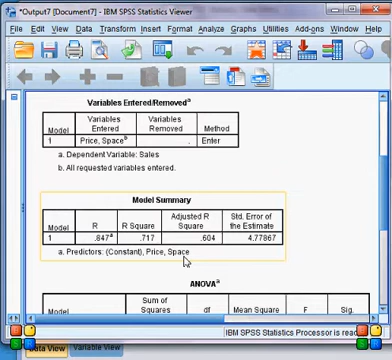 *Output7 [Document7] - IBM SPSS Statistics Viewer
File Edit View Data Transform Insert Format Analyze Graphs Utilities Add-ons Window Help
Variables Entered/Removedᵃ
Model Variables Entered Variables Removed Method
1 Price, Spaceᵇ . Enter
a. Dependent Variable: Sales
b. All requested variables entered.
Model Summary
Model R R Square Adjusted R Square Std. Error of the Estimate
1 .847ᵃ .717 .604 4.77867
a. Predictors: (Constant), Price, Space
ANOVAᵃ
Model Sum of Squares df Mean Square F Sig.
IBM SPSS Statistics Processor is read
Data View Variable View